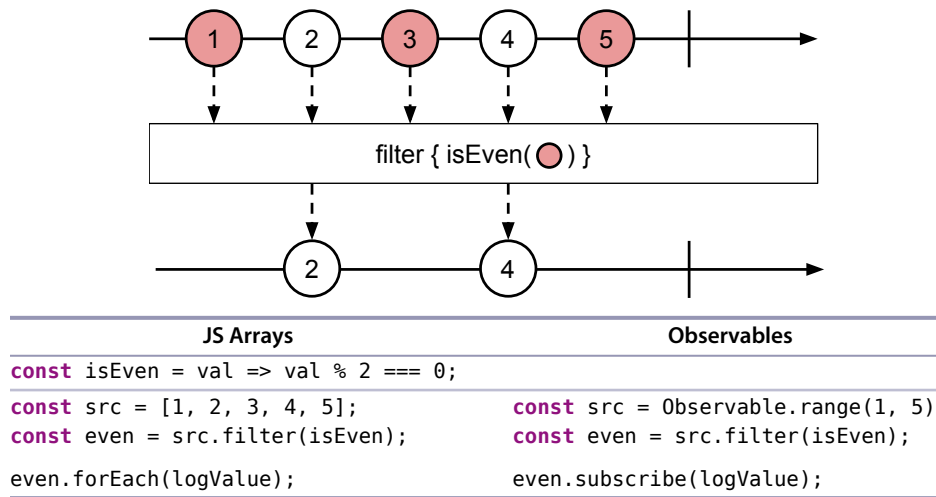 1 2 3 4 5
filter { isEven( ) }
2 4
JS Arrays Observables
const isEven = val => val % 2 === 0;
const src = [1, 2, 3, 4, 5]; const src = Observable.range(1, 5)
const even = src.filter(isEven); const even = src.filter(isEven);
even.forEach(logValue); even.subscribe(logValue);